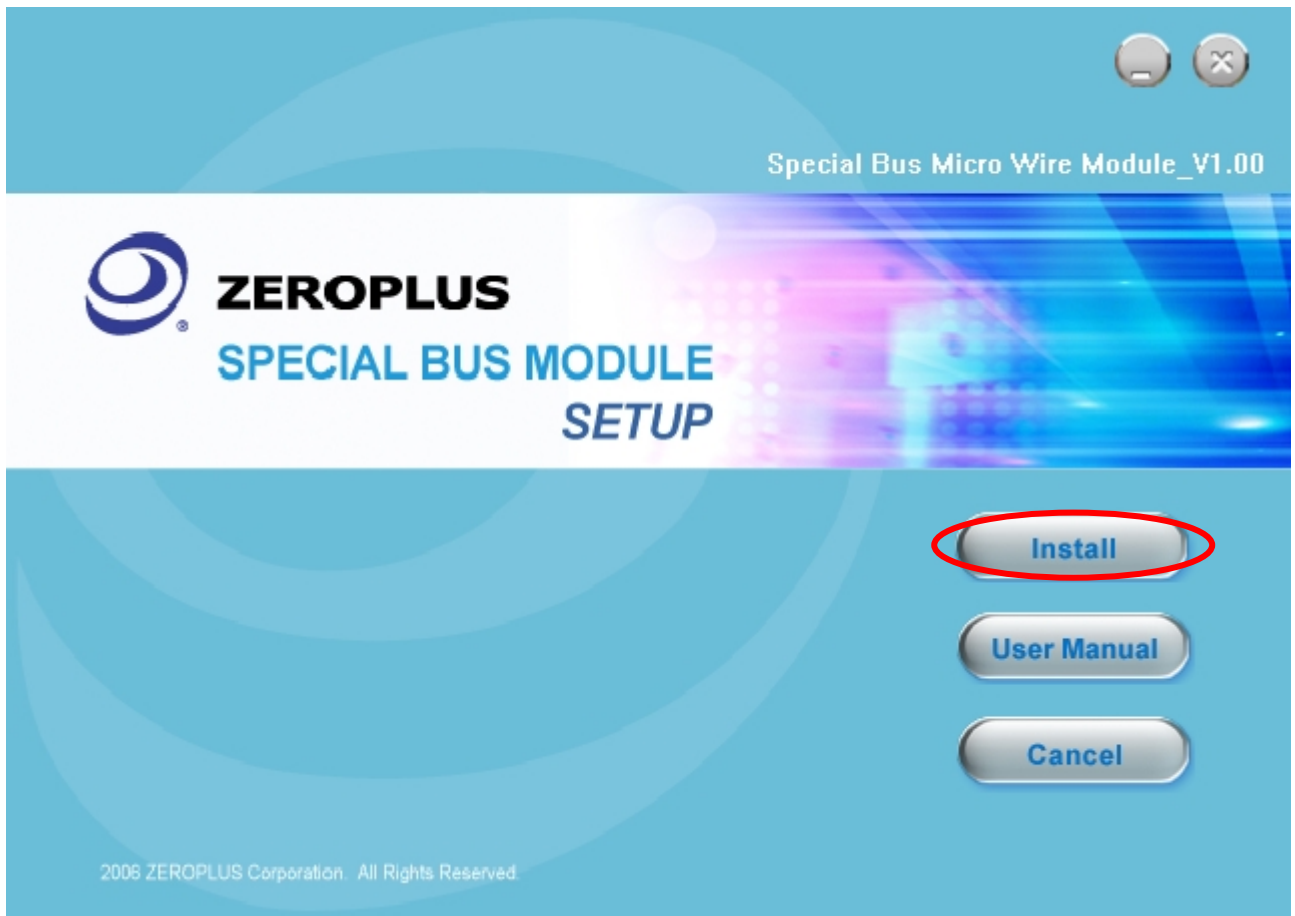 Special Bus Micro Wire Module_V1.00
ZEROPLUS
®
SPECIAL BUS MODULE
SETUP
Install
User Manual
Cancel
2006 ZEROPLUS Corporation. All Rights Reserved.